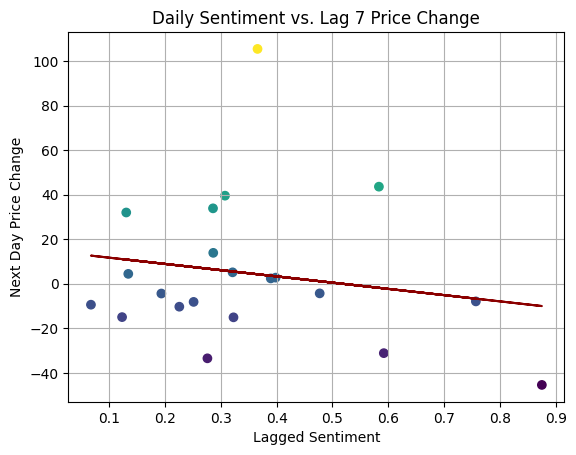 Daily Sentiment vs. Lag 7 Price Change
Next Day Price Change
100
80
60
40
20
0
−20
−40
0.1 0.2 0.3 0.4 0.5 0.6 0.7 0.8 0.9
Lagged Sentiment